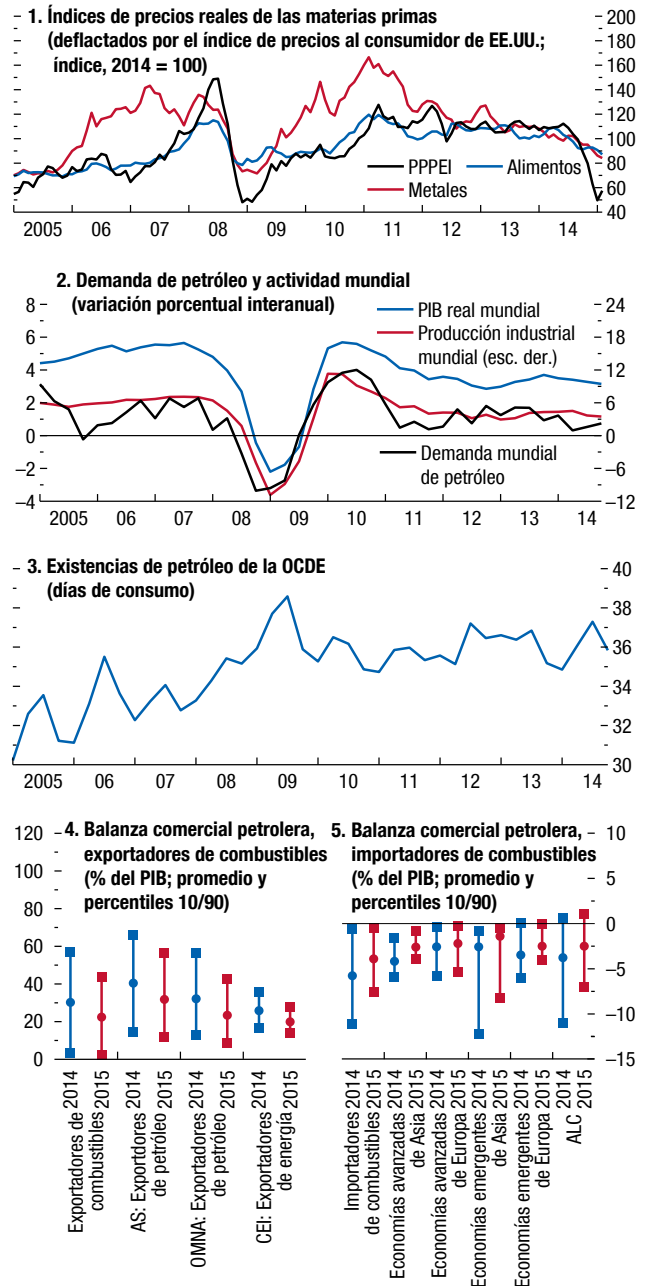 1. Índices de precios reales de las materias primas
(deflactados por el índice de precios al consumidor de EE.UU.;
índice, 2014 = 100)
200
180
160
140
120
100
80
60
40
PPPEI
Alimentos
Metales
2005 06 07 08 09 10 11 12 13 14
2. Demanda de petróleo y actividad mundial
(variación porcentual interanual)
8
6
4
2
0
−2
−4
24
18
12
6
0
−6
−12
PIB real mundial
Producción industrial
mundial (esc. der.)
Demanda mundial
de petróleo
2005 06 07 08 09 10 11 12 13 14
3. Existencias de petróleo de la OCDE
(días de consumo)
40
38
36
34
32
30
2005 06 07 08 09 10 11 12 13 14
4. Balanza comercial petrolera,
exportadores de combustibles
(% del PIB; promedio y
percentiles 10/90)
120
100
80
60
40
20
0
2014 2015 2014 2015 2014 2015 2014 2015
Exportadores de
combustibles
AS: Exportdores
de petróleo
OMNA: Exportadores
de petróleo
CEI: Exportadores
de energía
5. Balanza comercial petrolera,
importadores de combustibles
(% del PIB; promedio y
percentiles 10/90)
10
5
0
−5
−10
−15
2014 2015 2014 2015 2014 2015 2014 2015 2014 2015 2014 2015
Importadores
de combustibles
Economías avanzadas
de Asia
Economías avanzadas
de Europa
Economías emergentes
de Asia
Economías emergentes
de Europa
ALC